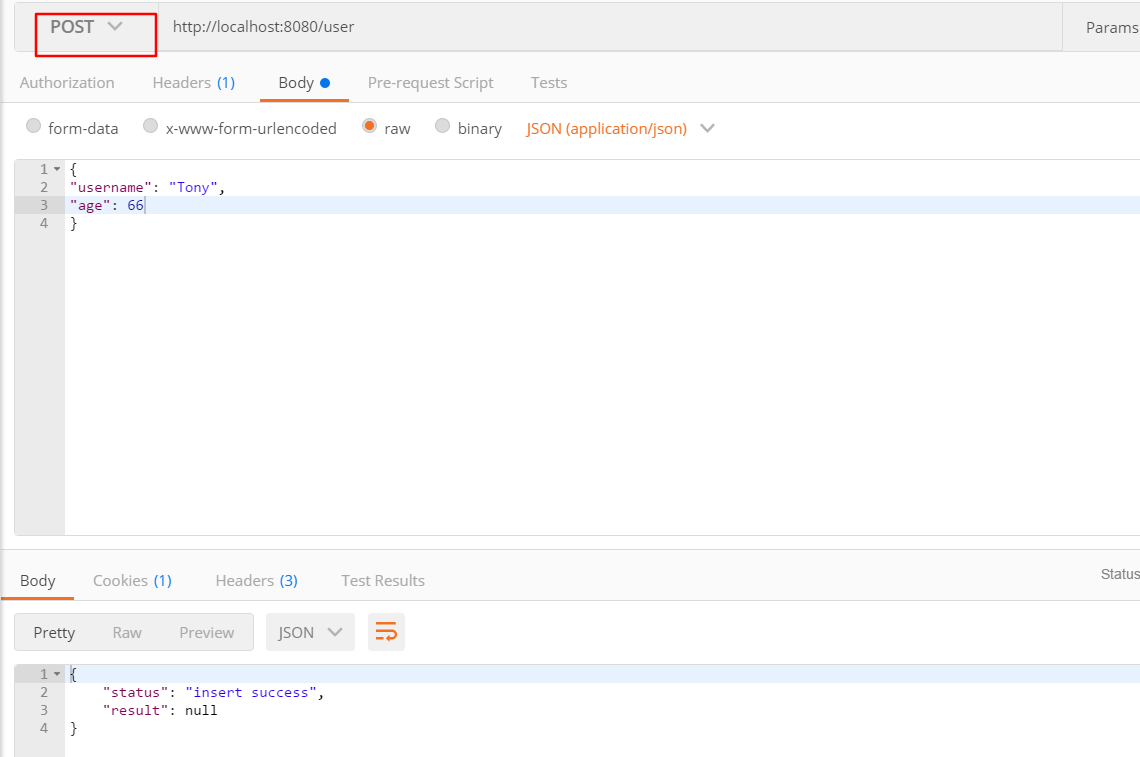 POST http://localhost:8080/user Params
Authorization Headers (1) Body Pre-request Script Tests
form-data x-www-form-urlencoded raw binary JSON (application/json)
1 {
2 "username": "Tony",
3 "age": 66
4 }
Body Cookies (1) Headers (3) Test Results Status
Pretty Raw Preview JSON
1 {
2 "status": "insert success",
3 "result": null
4 }